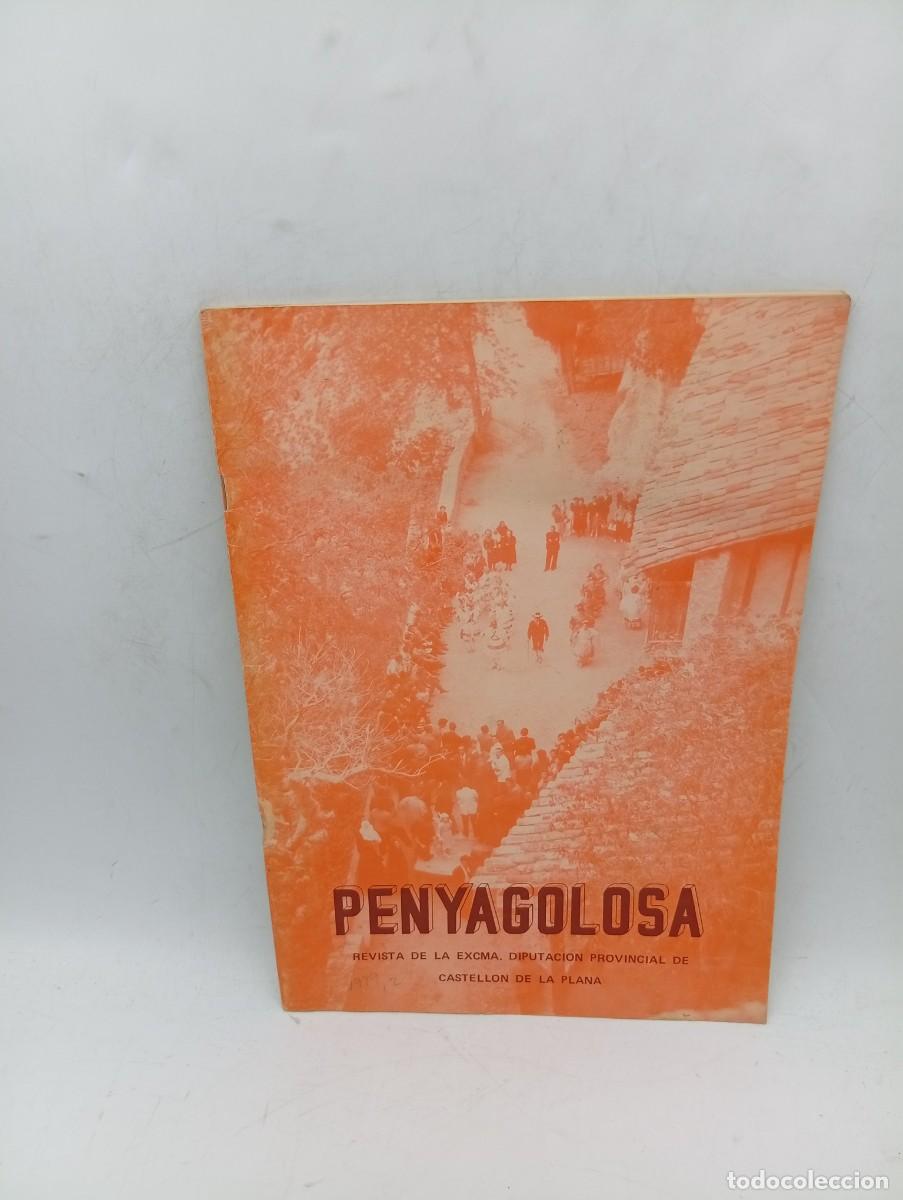 PENYAGOLOSA
REVISTA DE LA EXCMA. DIPUTACION PROVINCIAL DE
CASTELLON DE LA PLANA
todocoleccion